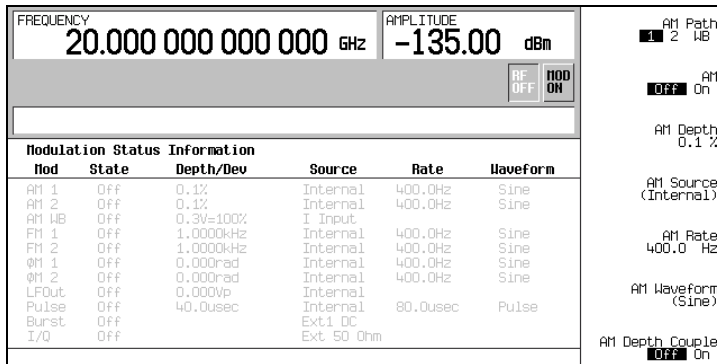 FREQUENCY
20.000 000 000 000 GHz
AMPLITUDE
-135.00 dBm
RF OFF
MOD ON
Modulation Status Information
Mod State Depth/Dev Source Rate Waveform
AM 1 Off 0.1% Internal 400.0Hz Sine
AM 2 Off 0.1% Internal 400.0Hz Sine
AM WB Off 0.3V=100% I Input
FM 1 Off 1.0000kHz Internal 400.0Hz Sine
FM 2 Off 1.0000kHz Internal 400.0Hz Sine
ΦM 1 Off 0.000rad Internal 400.0Hz Sine
ΦM 2 Off 0.000rad Internal 400.0Hz Sine
LFOut Off 0.000Vp Internal
Pulse Off 40.0usec Internal 80.0usec Pulse
Burst Off Ext1 DC
I/Q Off Ext 50 Ohm
AM Path
1 2 WB
AM
Off On
AM Depth
0.1 %
AM Source
(Internal)
AM Rate
400.0 Hz
AM Waveform
(Sine)
AM Depth Couple
Off On